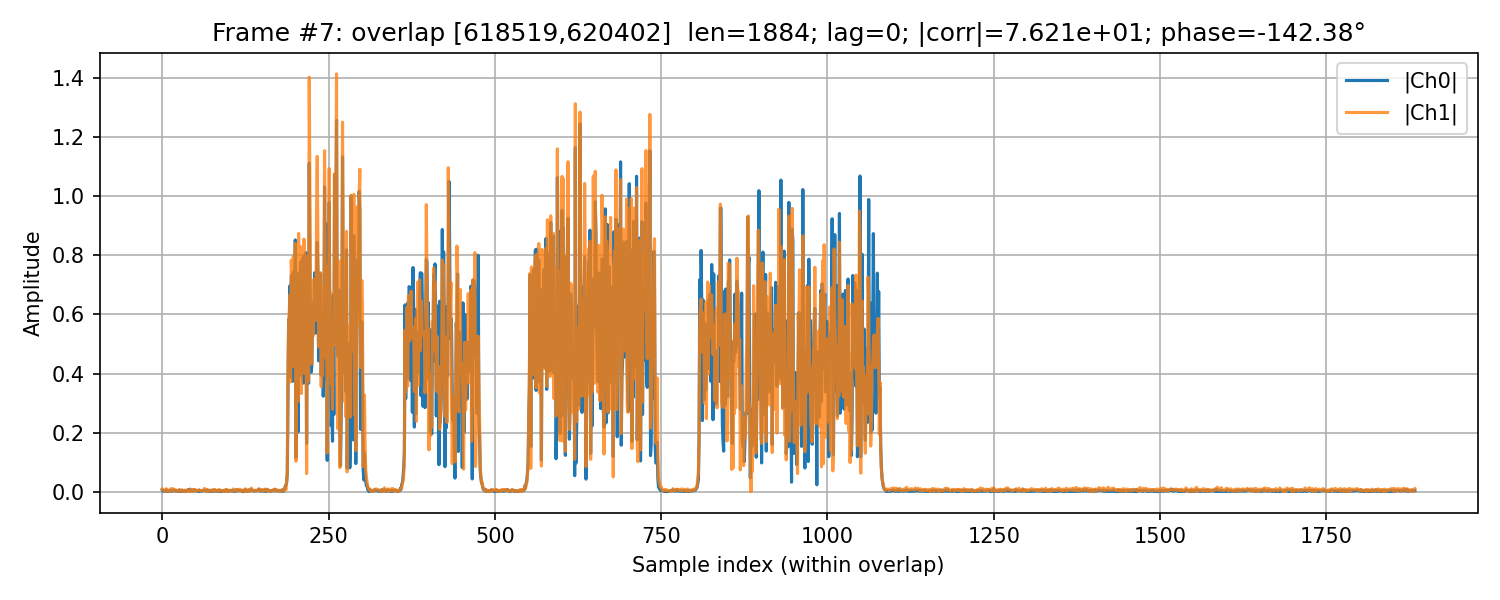 Frame #7: overlap [618519,620402]  len=1884; lag=0; |corr|=7.621e+01; phase=-142.38°
|Ch0|
|Ch1|
Amplitude
1.4
1.2
1.0
0.8
0.6
0.4
0.2
0.0
0 250 500 750 1000 1250 1500 1750
Sample index (within overlap)